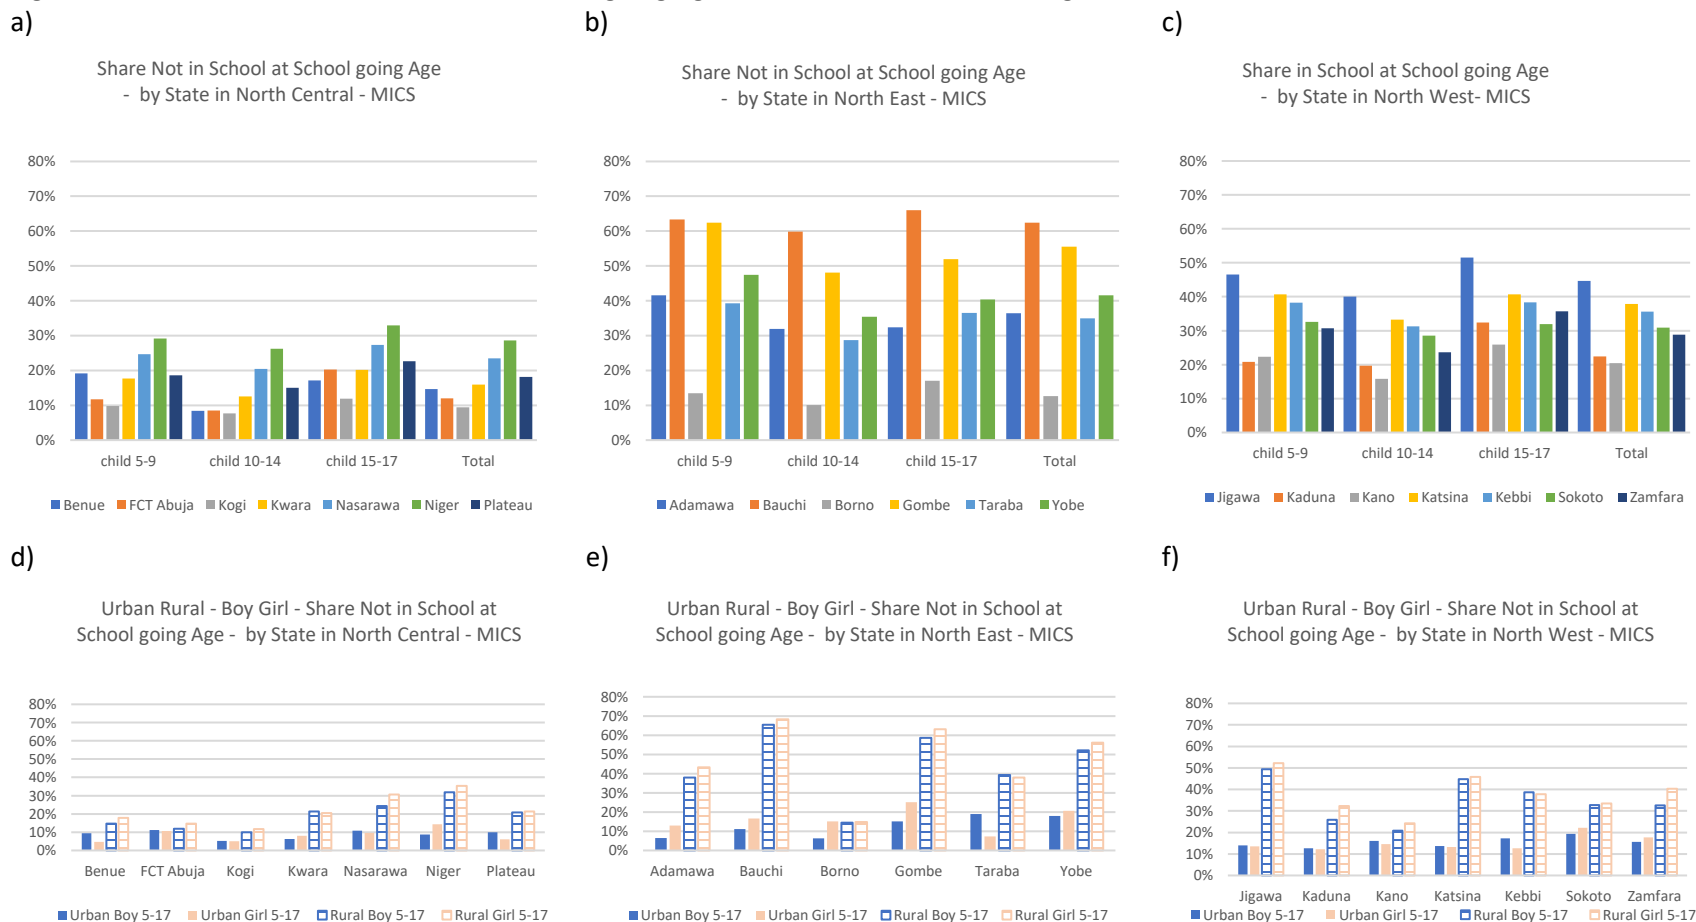 a)
Share Not in School at School going Age
- by State in North Central - MICS
80%
70%
60%
50%
40%
30%
20%
10%
0%
child 5-9 child 10-14 child 15-17 Total
Benue FCT Abuja Kogi Kwara Nasarawa Niger Plateau
b)
Share Not in School at School going Age
- by State in North East - MICS
80%
70%
60%
50%
40%
30%
20%
10%
0%
child 5-9 child 10-14 child 15-17 Total
Adamawa Bauchi Borno Gombe Taraba Yobe
c)
Share in School at School going Age
- by State in North West- MICS
80%
70%
60%
50%
40%
30%
20%
10%
0%
child 5-9 child 10-14 child 15-17 Total
Jigawa Kaduna Kano Katsina Kebbi Sokoto Zamfara
d)
Urban Rural - Boy Girl - Share Not in School at
School going Age - by State in North Central - MICS
80%
70%
60%
50%
40%
30%
20%
10%
0%
Benue FCT Abuja Kogi Kwara Nasarawa Niger Plateau
Urban Boy 5-17 Urban Girl 5-17 Rural Boy 5-17 Rural Girl 5-17
e)
Urban Rural - Boy Girl - Share Not in School at
School going Age - by State in North East - MICS
80%
70%
60%
50%
40%
30%
20%
10%
0%
Adamawa Bauchi Borno Gombe Taraba Yobe
Urban Boy 5-17 Urban Girl 5-17 Rural Boy 5-17 Rural Girl 5-17
f)
Urban Rural - Boy Girl - Share Not in School at
School going Age - by State in North West - MICS
80%
70%
60%
50%
40%
30%
20%
10%
0%
Jigawa Kaduna Kano Katsina Kebbi Sokoto Zamfara
Urban Boy 5-17 Urban Girl 5-17 Rural Boy 5-17 Rural Girl 5-17